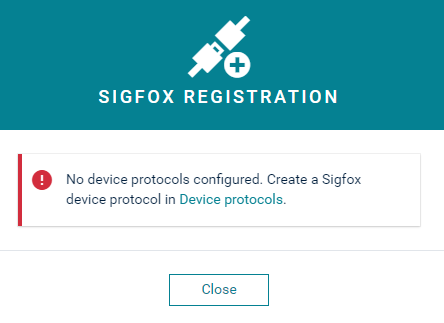 SIGFOX REGISTRATION
No device protocols configured. Create a Sigfox
device protocol in Device protocols.
Close